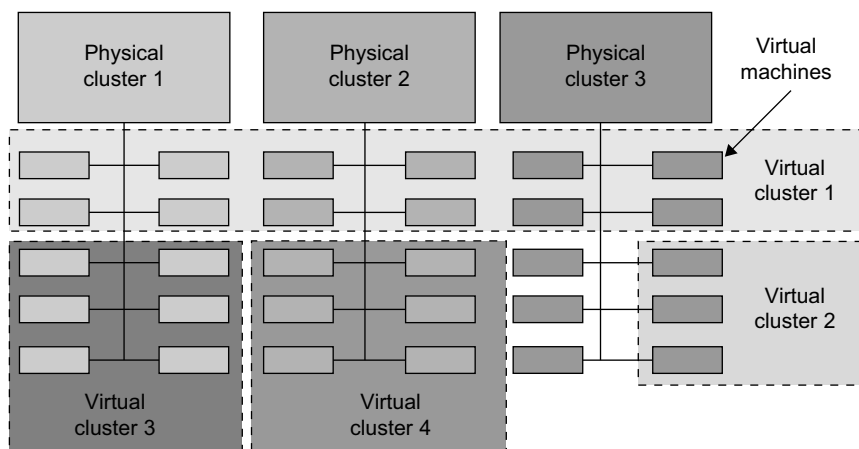 Physical
cluster 1
Physical
cluster 2
Physical
cluster 3
Virtual
machines
Virtual
cluster 1
Virtual
cluster 2
Virtual
cluster 3
Virtual
cluster 4